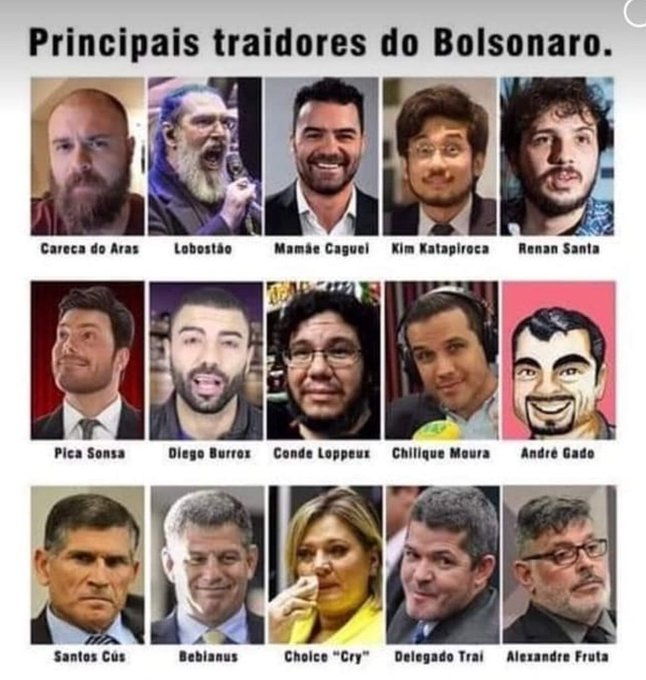 Principais traidores do Bolsonaro.
Careca do Aras Lobostão Mamãe Caguei Kim Katapiroca Renan Santa
Pica Sonsa Diego Burrox Conde Loppeux Chilique Moura André Gado
Santos Cús Bebianus Choice "Cry" Delegado Traí Alexandre Fruta